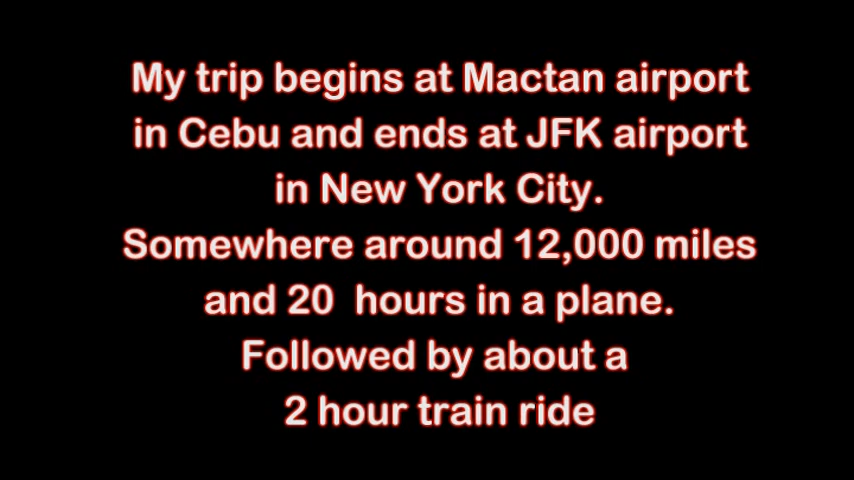 My trip begins at Mactan airport
in Cebu and ends at JFK airport
in New York City.
Somewhere around 12,000 miles
and 20  hours in a plane.
Followed by about a
2 hour train ride